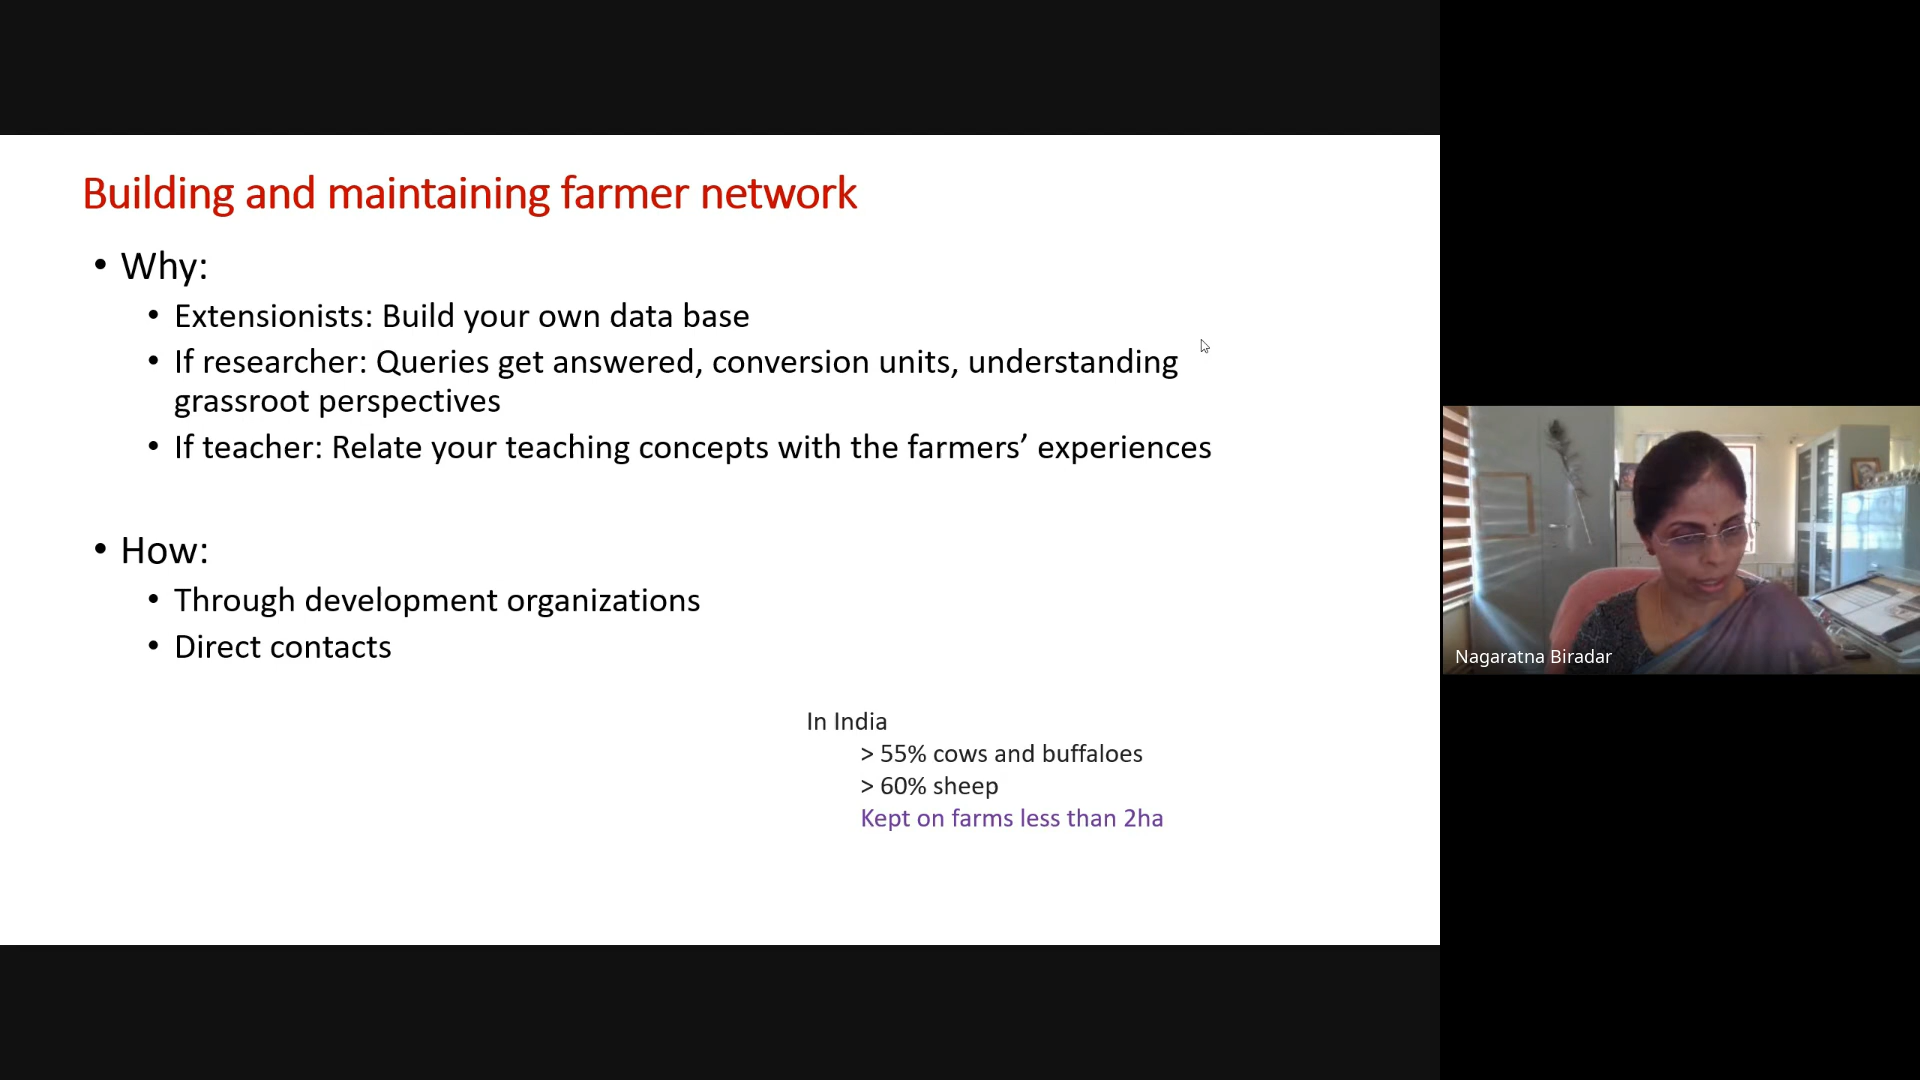 Building and maintaining farmer network
• Why:
• Extensionists: Build your own data base
• If researcher: Queries get answered, conversion units, understanding
grassroot perspectives
• If teacher: Relate your teaching concepts with the farmers’ experiences
• How:
• Through development organizations
• Direct contacts
In India
> 55% cows and buffaloes
> 60% sheep
Kept on farms less than 2ha
Nagaratna Biradar